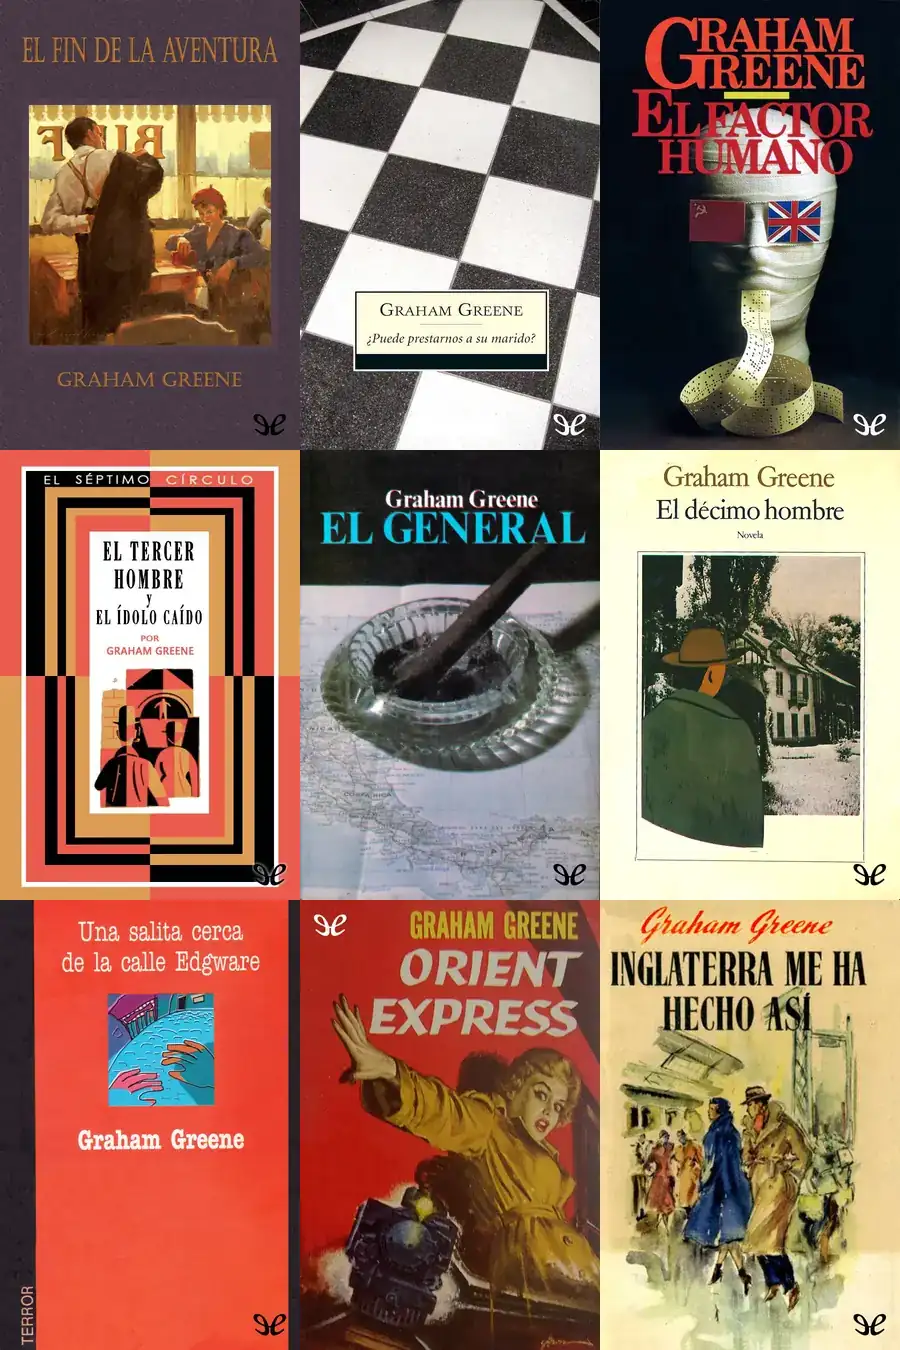 EL FIN DE LA AVENTURA
GRAHAM GREENE
GRAHAM GREENE
¿Puede prestarnos a su marido?
GRAHAM
GREENE
EL FACTOR
HUMANO
EL SÉPTIMO CÍRCULO
EL TERCER
HOMBRE
y
EL ÍDOLO CAÍDO
POR
GRAHAM GREENE
Graham Greene
EL GENERAL
COSTA RICA
Graham Greene
El décimo hombre
Novela
Una salita cerca
de la calle Edgware
Graham Greene
TERROR
GRAHAM GREENE
ORIENT
EXPRESS
Graham Greene
INGLATERRA ME HA
HECHO ASÍ